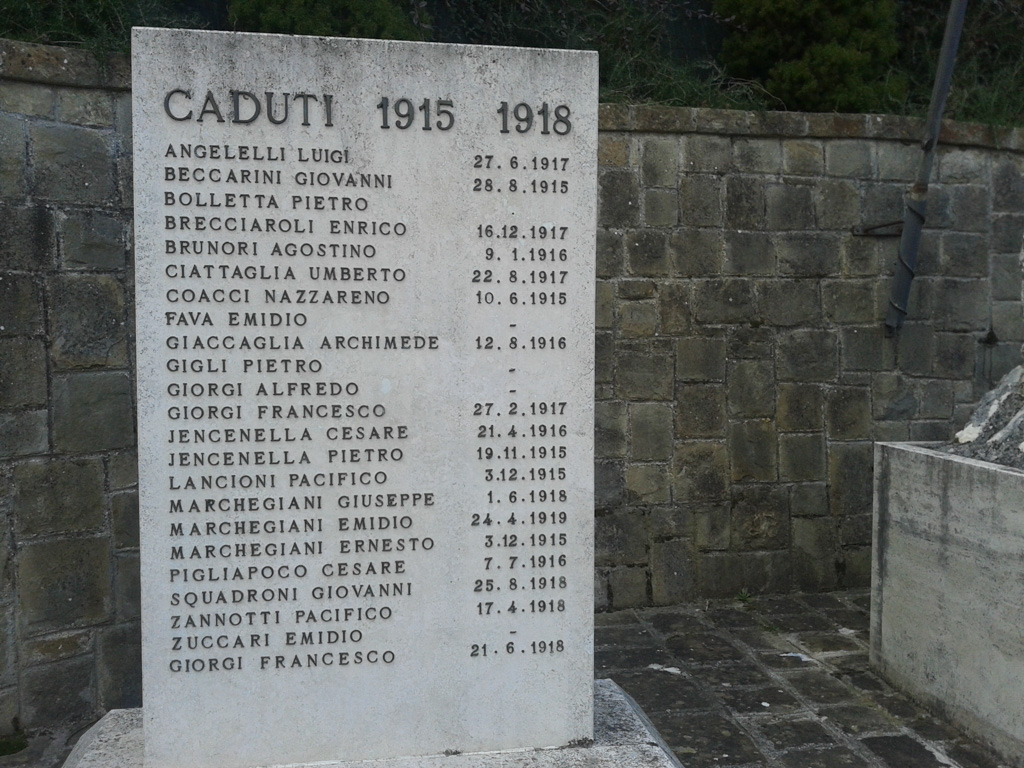 CADUTI 1915 1918
ANGELELLI LUIGI 27.6.1917
BECCARINI GIOVANNI 28.8.1915
BOLLETTA PIETRO
BRECCIAROLI ENRICO 16.12.1917
BRUNORI AGOSTINO 9.1.1916
CIATTAGLIA UMBERTO 22.8.1917
COACCI NAZZARENO 10.6.1915
FAVA EMIDIO -
GIACCAGLIA ARCHIMEDE 12.8.1916
GIGLI PIETRO -
GIORGI ALFREDO -
GIORGI FRANCESCO 27.2.1917
JENCENELLA CESARE 21.4.1916
JENCENELLA PIETRO 19.11.1915
LANCIONI PACIFICO 3.12.1915
MARCHEGIANI GIUSEPPE 1.6.1918
MARCHEGIANI EMIDIO 24.4.1919
MARCHEGIANI ERNESTO 3.12.1915
PIGLIAPOCO CESARE 7.7.1916
SQUADRONI GIOVANNI 25.8.1918
ZANNOTTI PACIFICO 17.4.1918
ZUCCARI EMIDIO -
GIORGI FRANCESCO 21.6.1918